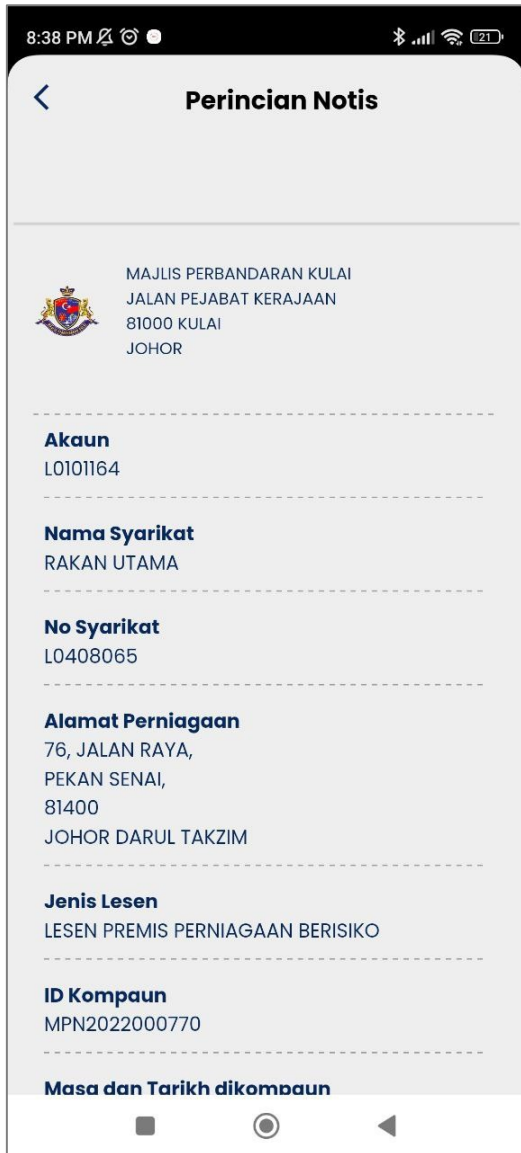 8:38 PM
21
Perincian Notis
MAJLIS PERBANDARAN KULAI
JALAN PEJABAT KERAJAAN
81000 KULAI
JOHOR
Akaun
L0101164
Nama Syarikat
RAKAN UTAMA
No Syarikat
L0408065
Alamat Perniagaan
76, JALAN RAYA,
PEKAN SENAI,
81400
JOHOR DARUL TAKZIM
Jenis Lesen
LESEN PREMIS PERNIAGAAN BERISIKO
ID Kompaun
MPN2022000770
Masa dan Tarikh dikompaun